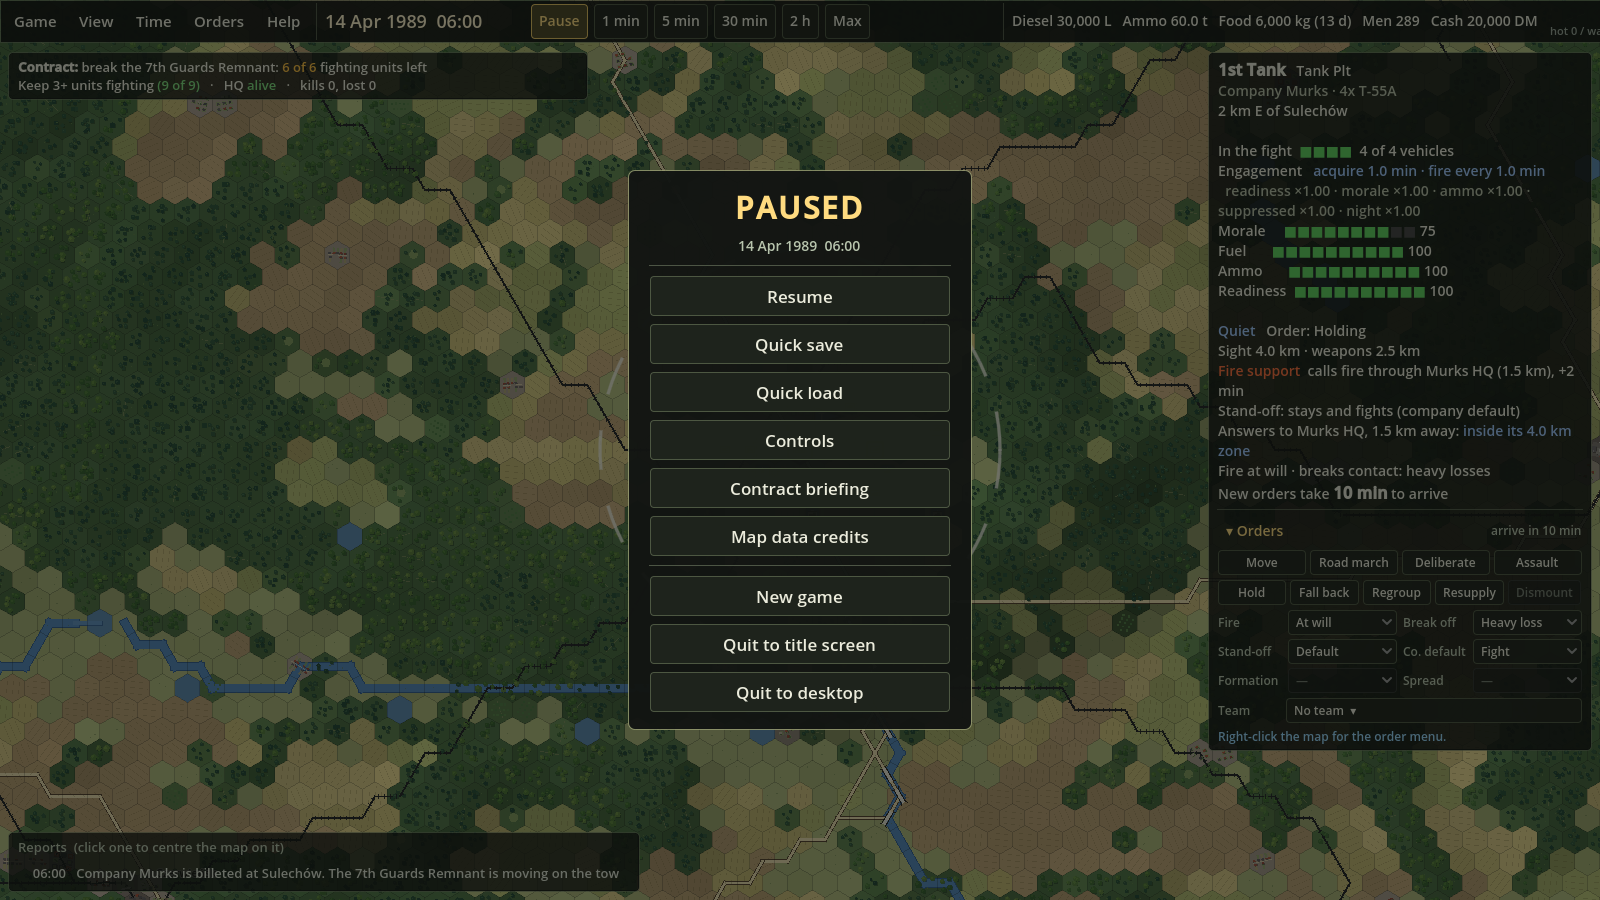 Game View Time Orders Help 14 Apr 1989 06:00 Pause 1 min 5 min 30 min 2 h Max Diesel 30,000 L Ammo 60.0 t Food 6,000 kg (13 d) Men 289 Cash 20,000 DM
hot 0 / wa
Contract: break the 7th Guards Remnant: 6 of 6 fighting units left
Keep 3+ units fighting (9 of 9) · HQ alive · kills 0, lost 0
PAUSED
14 Apr 1989 06:00
Resume
Quick save
Quick load
Controls
Contract briefing
Map data credits
New game
Quit to title screen
Quit to desktop
1st Tank Tank Plt
Company Murks · 4x T-55A
2 km E of Sulechów
In the fight 4 of 4 vehicles
Engagement acquire 1.0 min · fire every 1.0 min
readiness ×1.00 · morale ×1.00 · ammo ×1.00 ·
suppressed ×1.00 · night ×1.00
Morale 75
Fuel 100
Ammo 100
Readiness 100
Quiet Order: Holding
Sight 4.0 km · weapons 2.5 km
Fire support calls fire through Murks HQ (1.5 km), +2
min
Stand-off: stays and fights (company default)
Answers to Murks HQ, 1.5 km away: inside its 4.0 km
zone
Fire at will · breaks contact: heavy losses
New orders take 10 min to arrive
▾ Orders arrive in 10 min
Move Road march Deliberate Assault
Hold Fall back Regroup Resupply Dismount
Fire At will Break off Heavy loss
Stand-off Default Co. default Fight
Formation — Spread —
Team No team ▾
Right-click the map for the order menu.
Reports (click one to centre the map on it)
06:00 Company Murks is billeted at Sulechów. The 7th Guards Remnant is moving on the tow